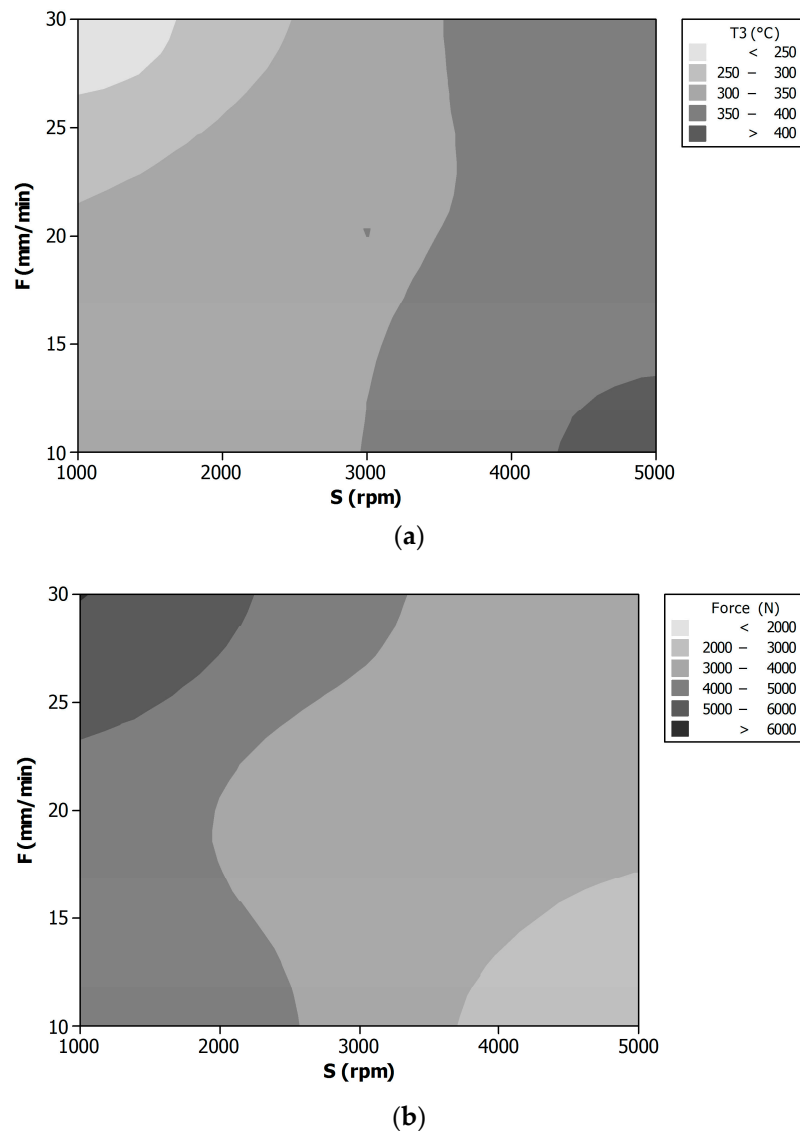 30
25
20
15
10
F (mm/min)
1000 2000 3000 4000 5000
S (rpm)
T3 (°C)
< 250
250 – 300
300 – 350
350 – 400
> 400
(a)
30
25
20
15
10
F (mm/min)
1000 2000 3000 4000 5000
S (rpm)
Force (N)
< 2000
2000 – 3000
3000 – 4000
4000 – 5000
5000 – 6000
> 6000
(b)